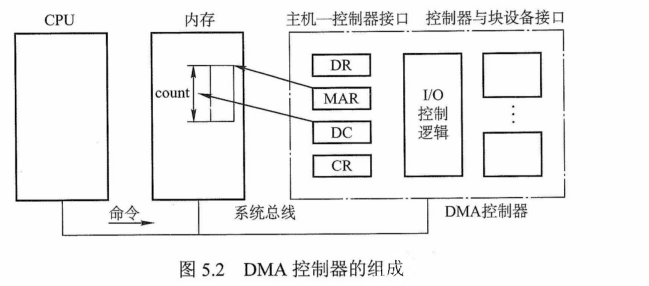 CPU
内存
主机—控制器接口
控制器与块设备接口
count
DR
MAR
DC
CR
I/O
控制
逻辑
⋮
命令
系统总线
DMA控制器
图 5.2 DMA 控制器的组成